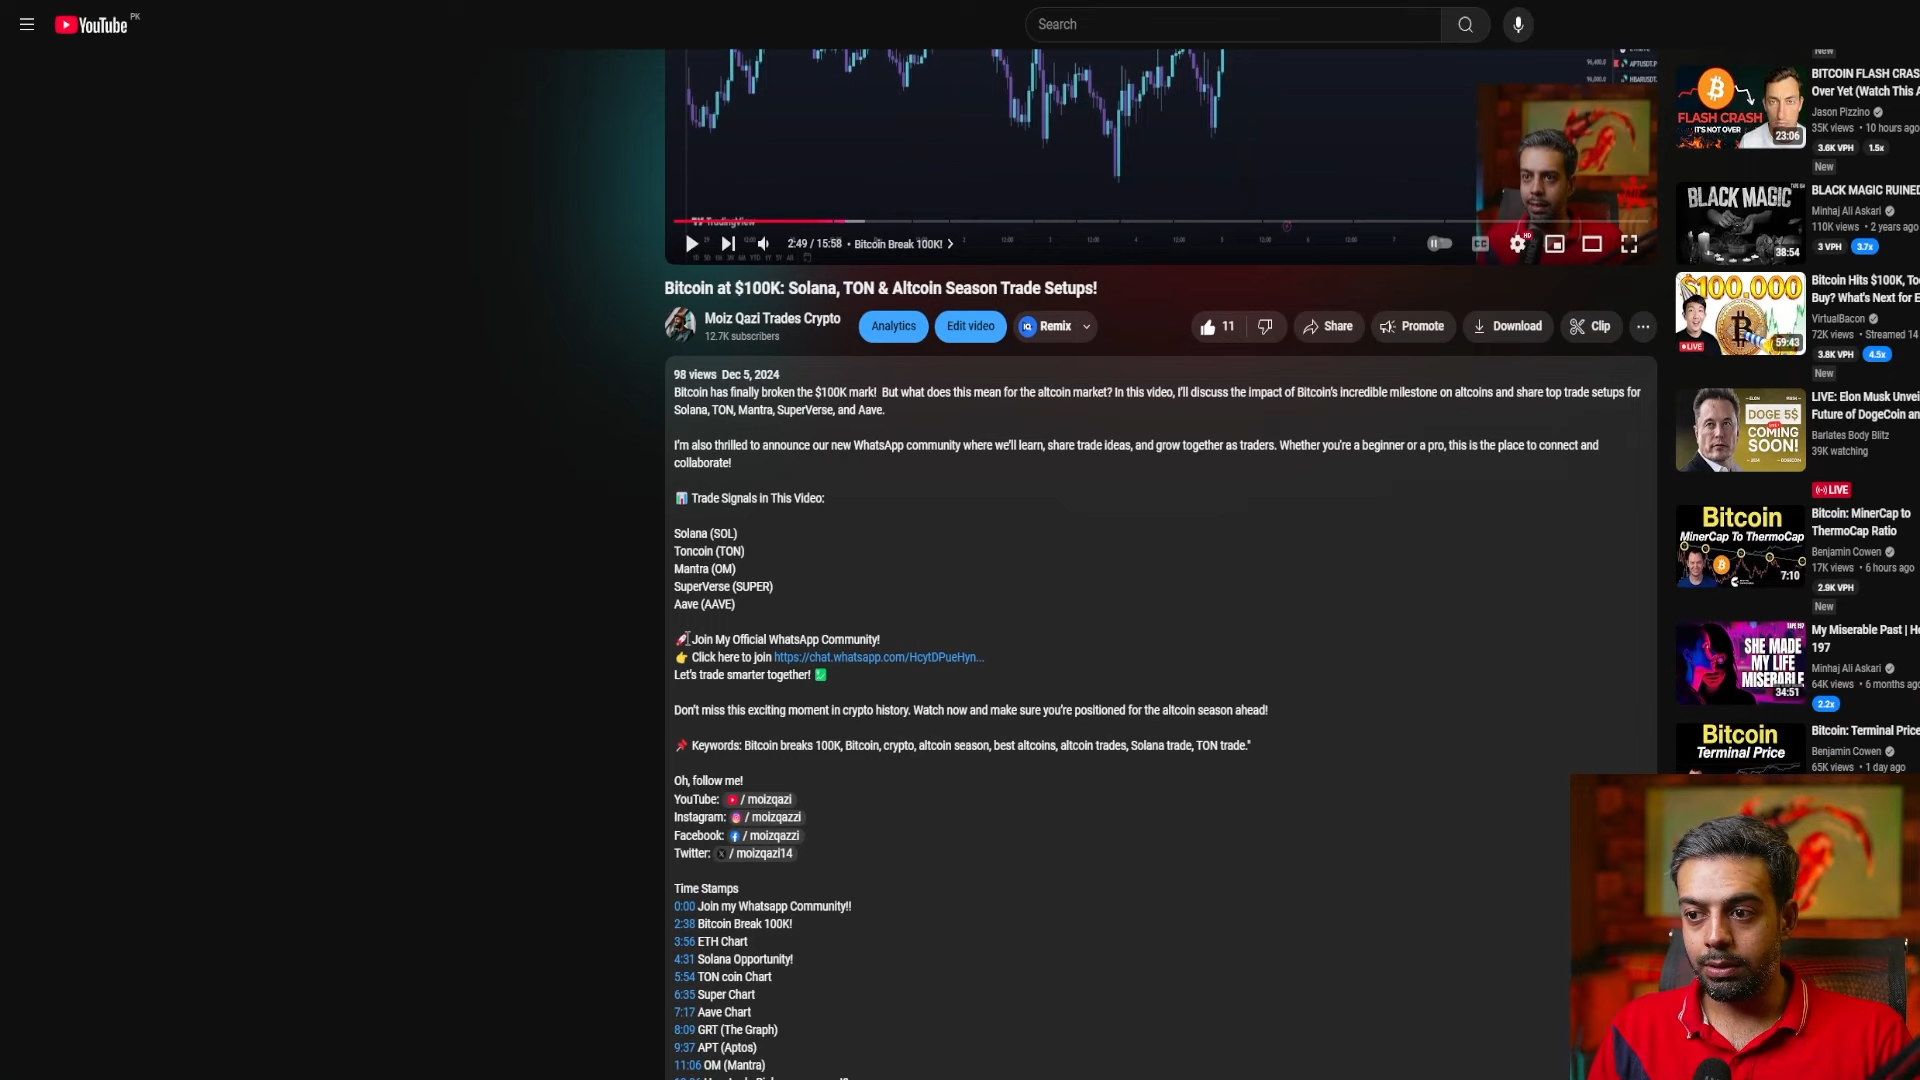 YouTube PK
Search
96,400.0 APTUSDT.P
96,000.0 HBARUSDT.
TradingView
2:49 / 15:58 • Bitcoin Break 100K!
CC
HD
Bitcoin at $100K: Solana, TON & Altcoin Season Trade Setups!
Moiz Qazi Trades Crypto
12.7K subscribers
Analytics
Edit video
Remix
11
Share
Promote
Download
Clip
98 views Dec 5, 2024
Bitcoin has finally broken the $100K mark! But what does this mean for the altcoin market? In this video, I'll discuss the impact of Bitcoin's incredible milestone on altcoins and share top trade setups for
Solana, TON, Mantra, SuperVerse, and Aave.
I'm also thrilled to announce our new WhatsApp community where we'll learn, share trade ideas, and grow together as traders. Whether you're a beginner or a pro, this is the place to connect and
collaborate!
📊 Trade Signals in This Video:
Solana (SOL)
Toncoin (TON)
Mantra (OM)
SuperVerse (SUPER)
Aave (AAVE)
🚀 Join My Official WhatsApp Community!
👉 Click here to join https://chat.whatsapp.com/HcytDPueHyn...
Let's trade smarter together! 💹
Don't miss this exciting moment in crypto history. Watch now and make sure you're positioned for the altcoin season ahead!
📌 Keywords: Bitcoin breaks 100K, Bitcoin, crypto, altcoin season, best altcoins, altcoin trades, Solana trade, TON trade."
Oh, follow me!
YouTube: / moizqazi
Instagram: / moizqazzi
Facebook: / moizqazzi
Twitter: / moizqazi14
Time Stamps
0:00 Join my Whatsapp Community!!
2:38 Bitcoin Break 100K!
3:56 ETH Chart
4:31 Solana Opportunity!
5:54 TON coin Chart
6:35 Super Chart
7:17 Aave Chart
8:09 GRT (The Graph)
9:37 APT (Aptos)
11:06 OM (Mantra)
New
FLASH CRASH
IT'S NOT OVER
23:06
BITCOIN FLASH CRAS
Over Yet (Watch This A
Jason Pizzino
35K views • 10 hours ago
3.6K VPH 1.5x
New
BLACK MAGIC
38:54
BLACK MAGIC RUINED
Minhaj Ali Askari
110K views • 2 years ago
3 VPH 3.7x
$100.000
LIVE
59:43
Bitcoin Hits $100K, Too
Buy? What's Next for E
VirtualBacon
72K views • Streamed 14
3.8K VPH 4.5x
New
DOGE 5$
COMING
SOON!
LIVE: Elon Musk Unvei
Future of DogeCoin an
Barlates Body Blitz
39K watching
LIVE
Bitcoin
MinerCap To ThermoCap
7:10
Bitcoin: MinerCap to
ThermoCap Ratio
Benjamin Cowen
17K views • 6 hours ago
2.9K VPH
New
TAPE 197
SHE MADE
MY LIFE
MISERABLE
34:51
My Miserable Past | Ho
197
Minhaj Ali Askari
64K views • 6 months ago
2.2x
Bitcoin
Terminal Price
Bitcoin: Terminal Price
Benjamin Cowen
65K views • 1 day ago